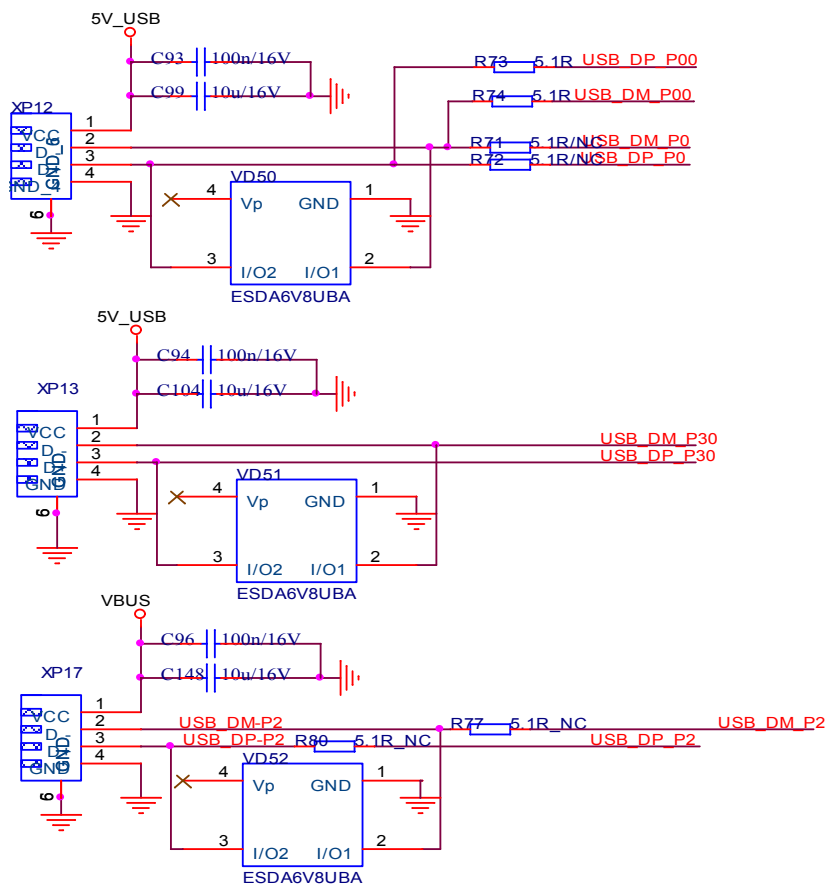 5V_USB
C93 100n/16V
C99 10u/16V
R73 5.1R USB_DP_P00
R74 5.1R USB_DM_P00
XP12
1
VCC
2
D
3
D
4
GND_6
6
R71 5.1R/NC USB_DM_P0
R72 5.1R/NC USB_DP_P0
VD50
4 Vp GND 1
3 I/O2 I/O1 2
ESDA6V8UBA
5V_USB
C94 100n/16V
C104 10u/16V
XP13
1
VCC
2
D
3
D
4
GND
GND
6
USB_DM_P30
USB_DP_P30
VD51
4 Vp GND 1
3 I/O2 I/O1 2
ESDA6V8UBA
VBUS
C96 100n/16V
C148 10u/16V
XP17
1
VCC
2
D
3
D
4
GND
GND
6
USB_DM-P2 R77 5.1R_NC USB_DM_P2
USB_DP-P2 R80 5.1R_NC USB_DP_P2
VD52
4 Vp GND 1
3 I/O2 I/O1 2
ESDA6V8UBA